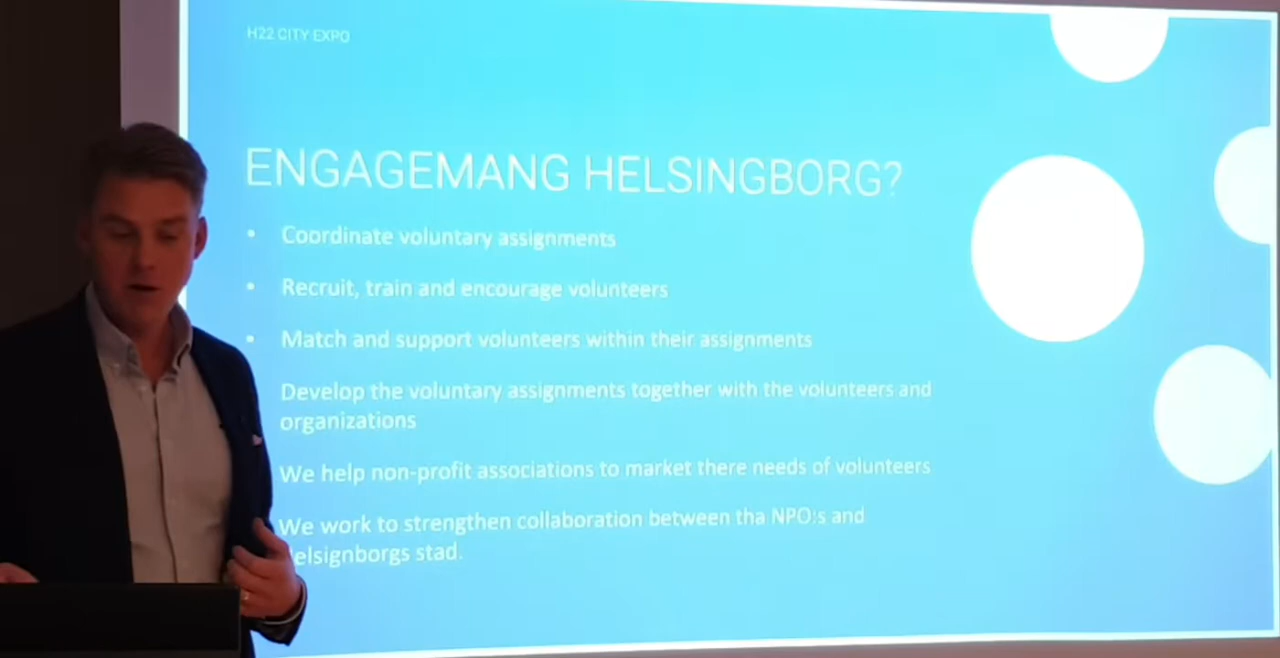 H22 CITY EXPO
ENGAGEMANG HELSINGBORG?
• Coordinate voluntary assignments
• Recruit, train and encourage volunteers
• Match and support volunteers within their assignments
Develop the voluntary assignments together with the volunteers and
organizations
We help non-profit associations to market there needs of volunteers
We work to strengthen collaboration between tha NPO:s and
elsignborgs stad.